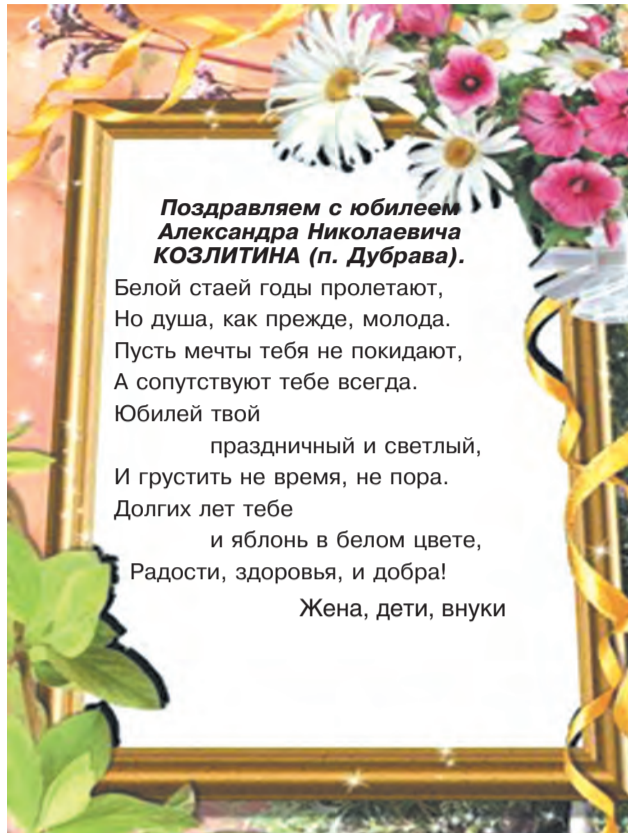 Поздравляем с юбилеем
Александра Николаевича
КОЗЛИТИНА (п. Дубрава).
Белой стаей годы пролетают,
Но душа, как прежде, молода.
Пусть мечты тебя не покидают,
А сопутствуют тебе всегда.
Юбилей твой
праздничный и светлый,
И грустить не время, не пора.
Долгих лет тебе
и яблонь в белом цвете,
Радости, здоровья, и добра!
Жена, дети, внуки